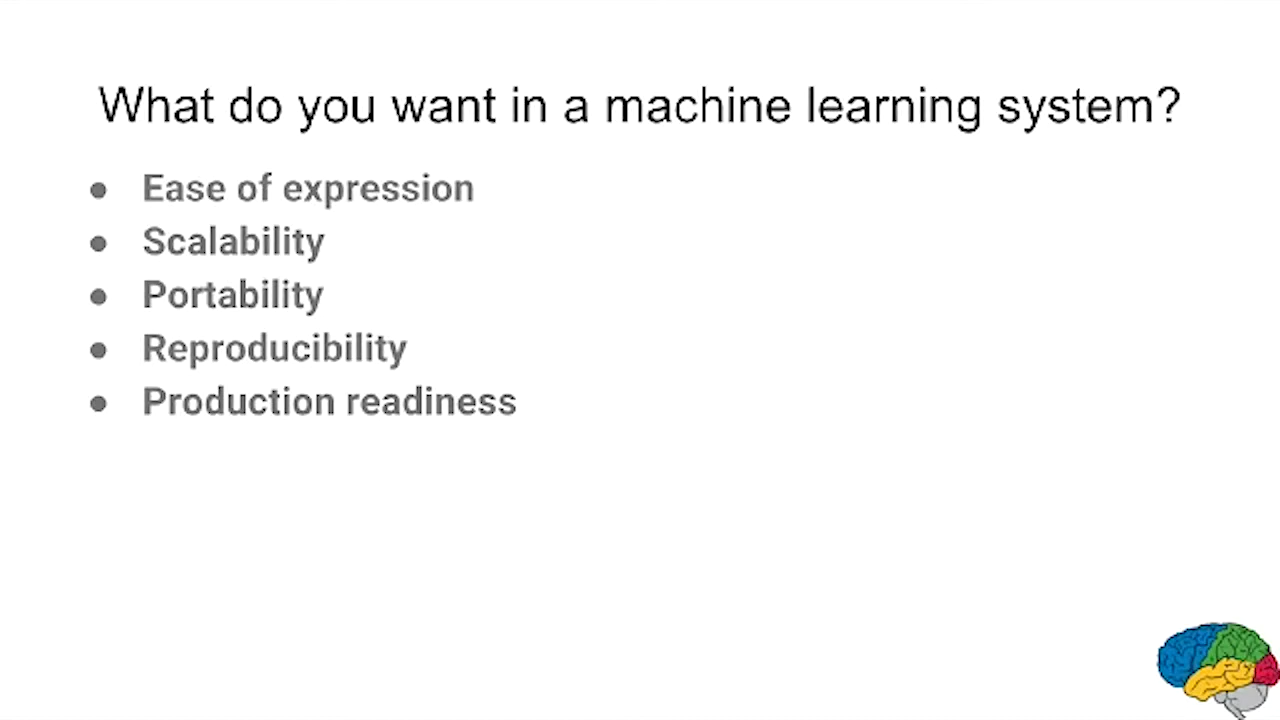 What do you want in a machine learning system?
● Ease of expression
● Scalability
● Portability
● Reproducibility
● Production readiness